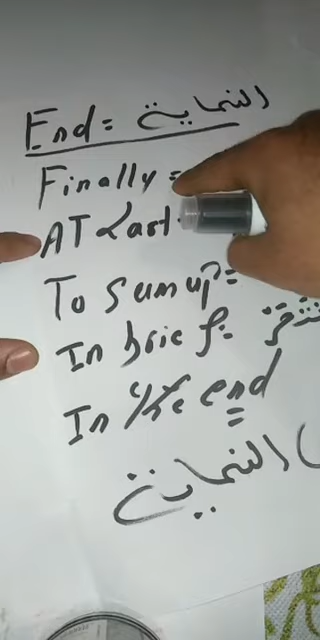 End = النهاية
Finally =
AT Last
To Sum up =
In brief =
In the end =
النهاية